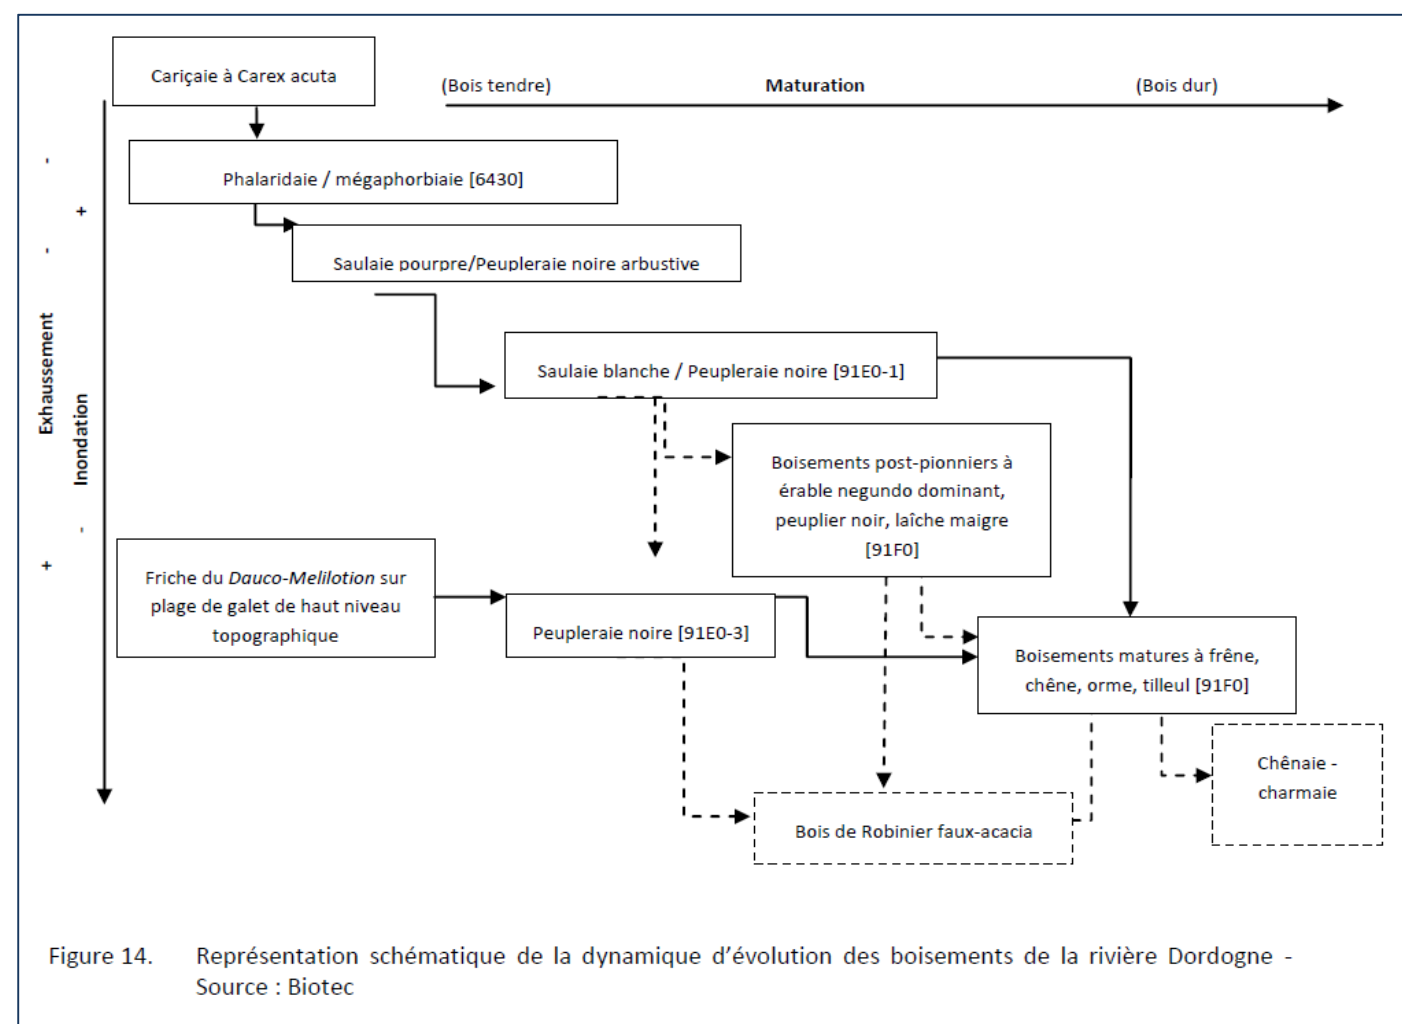 Cariçaie à Carex acuta
(Bois tendre) Maturation (Bois dur)
Phalaridaie / mégaphorbiaie [6430]
Saulaie pourpre/Peupleraie noire arbustive
Saulaie blanche / Peupleraie noire [91E0-1]
- - Exhaussement +
+ Inondation -
Boisements post-pionniers à
érable negundo dominant,
peuplier noir, laîche maigre
[91F0]
Friche du Dauco-Melilotion sur
plage de galet de haut niveau
topographique
Peupleraie noire [91E0-3]
Boisements matures à frêne,
chêne, orme, tilleul [91F0]
Chênaie -
charmaie
Bois de Robinier faux-acacia
Figure 14. Représentation schématique de la dynamique d'évolution des boisements de la rivière Dordogne -
Source : Biotec